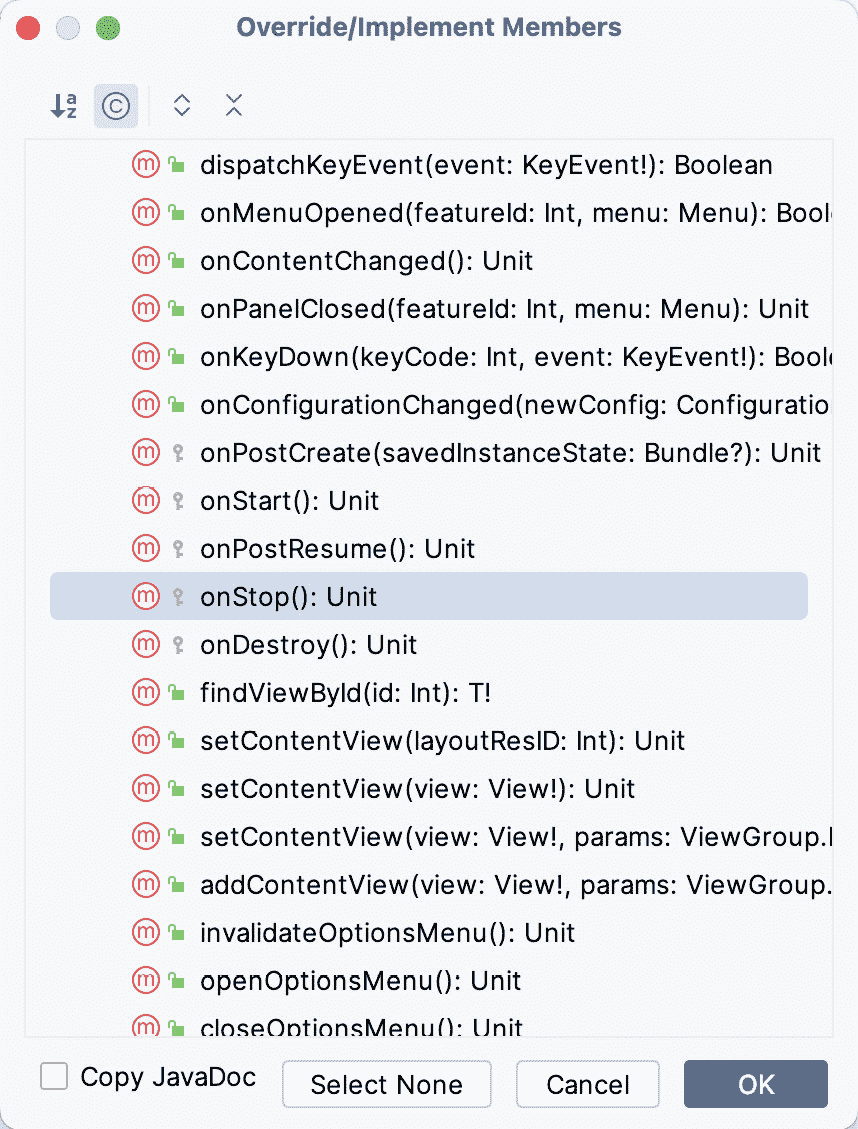 Override/Implement Members
a
z
C
m dispatchKeyEvent(event: KeyEvent!): Boolean
m onMenuOpened(featureId: Int, menu: Menu): Bool
m onContentChanged(): Unit
m onPanelClosed(featureId: Int, menu: Menu): Unit
m onKeyDown(keyCode: Int, event: KeyEvent!): Boole
m onConfigurationChanged(newConfig: Configuratio
m onPostCreate(savedInstanceState: Bundle?): Unit
m onStart(): Unit
m onPostResume(): Unit
m onStop(): Unit
m onDestroy(): Unit
m findViewById(id: Int): T!
m setContentView(layoutResID: Int): Unit
m setContentView(view: View!): Unit
m setContentView(view: View!, params: ViewGroup.
m addContentView(view: View!, params: ViewGroup.
m invalidateOptionsMenu(): Unit
m openOptionsMenu(): Unit
m closeOptionsMenu(): Unit
Copy JavaDoc
Select None
Cancel
OK